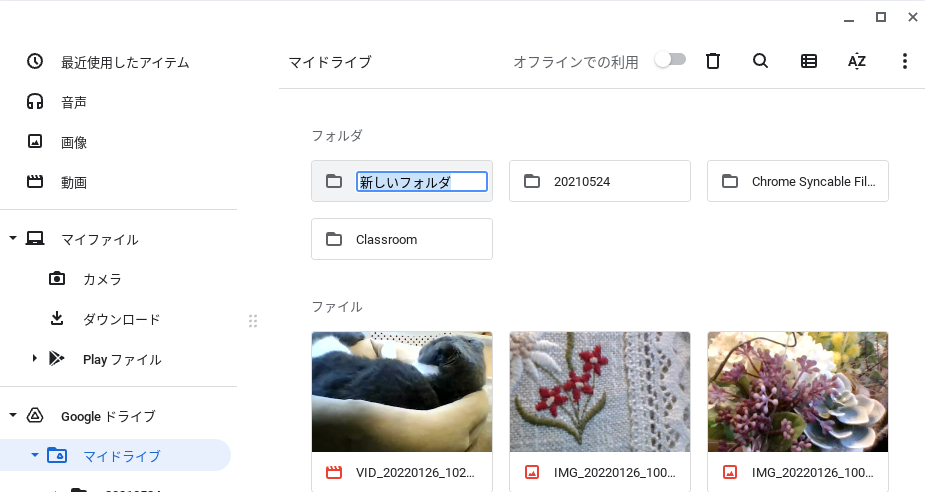 最近使用したアイテム
音声
画像
動画
マイファイル
カメラ
ダウンロード
Play ファイル
Google ドライブ
マイドライブ
マイドライブ
オフラインでの利用
AZ
フォルダ
新しいフォルダ
20210524
Chrome Syncable Fil...
Classroom
ファイル
VID_20220126_102...
IMG_20220126_100...
IMG_20220126_100...